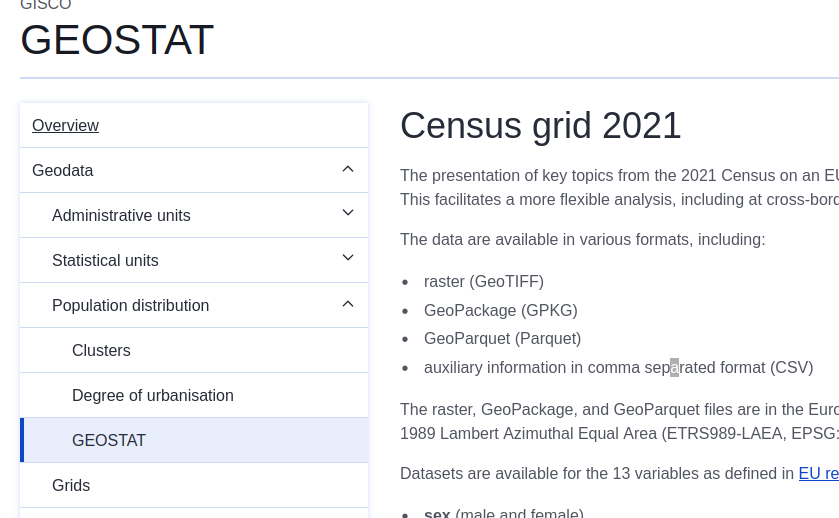 GISCO
GEOSTAT
Overview
Geodata
Administrative units
Statistical units
Population distribution
Clusters
Degree of urbanisation
GEOSTAT
Grids
Census grid 2021
The presentation of key topics from the 2021 Census on an EU
This facilitates a more flexible analysis, including at cross-bord
The data are available in various formats, including:
• raster (GeoTIFF)
• GeoPackage (GPKG)
• GeoParquet (Parquet)
• auxiliary information in comma separated format (CSV)
The raster, GeoPackage, and GeoParquet files are in the Euro
1989 Lambert Azimuthal Equal Area (ETRS989-LAEA, EPSG:
Datasets are available for the 13 variables as defined in EU re
• sex (male and female)